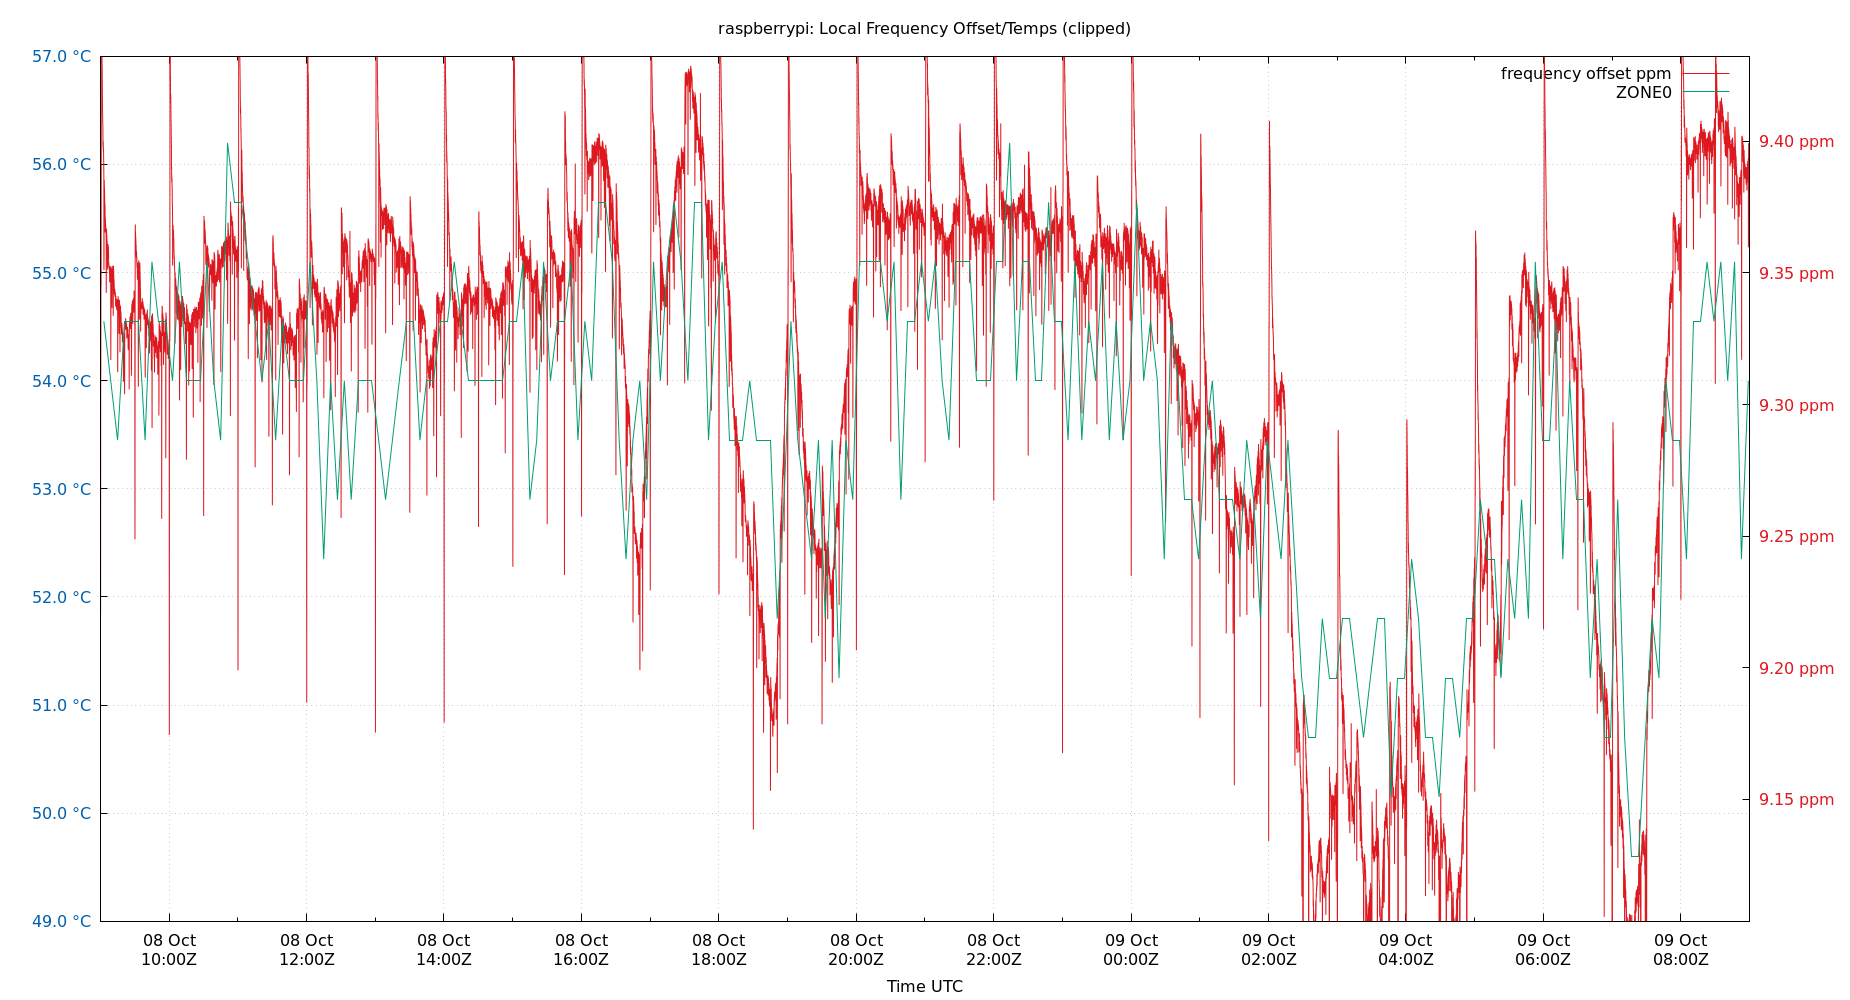 raspberrypi: Local Frequency Offset/Temps (clipped)
57.0 °C
56.0 °C
55.0 °C
54.0 °C
53.0 °C
52.0 °C
51.0 °C
50.0 °C
49.0 °C
frequency offset ppm
ZONE0
9.40 ppm
9.35 ppm
9.30 ppm
9.25 ppm
9.20 ppm
9.15 ppm
08 Oct
10:00Z
08 Oct
12:00Z
08 Oct
14:00Z
08 Oct
16:00Z
08 Oct
18:00Z
08 Oct
20:00Z
08 Oct
22:00Z
09 Oct
00:00Z
09 Oct
02:00Z
09 Oct
04:00Z
09 Oct
06:00Z
09 Oct
08:00Z
Time UTC